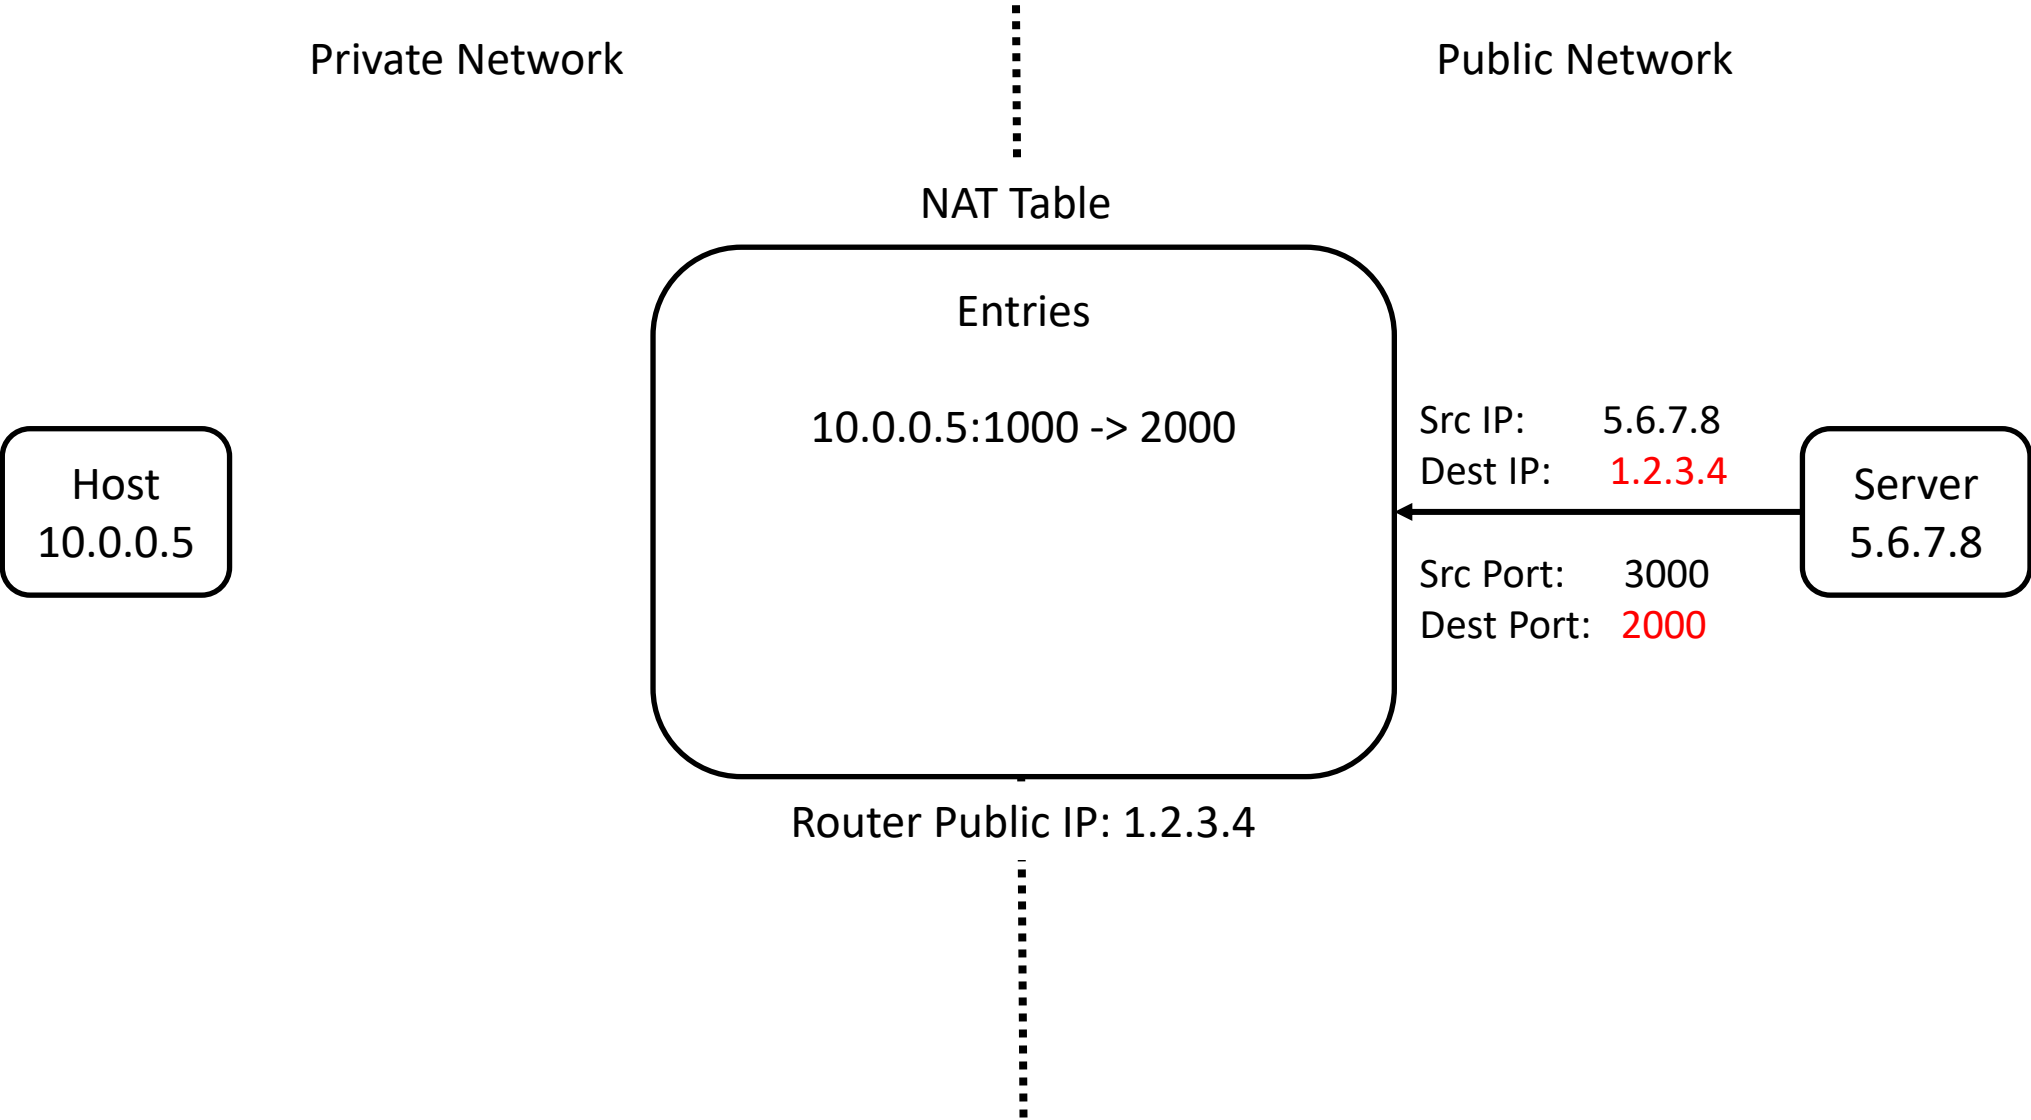 Private Network
Public Network
NAT Table
Entries
10.0.0.5:1000 -> 2000
Host
10.0.0.5
Src IP: 5.6.7.8
Dest IP: 1.2.3.4
Src Port: 3000
Dest Port: 2000
Server
5.6.7.8
Router Public IP: 1.2.3.4